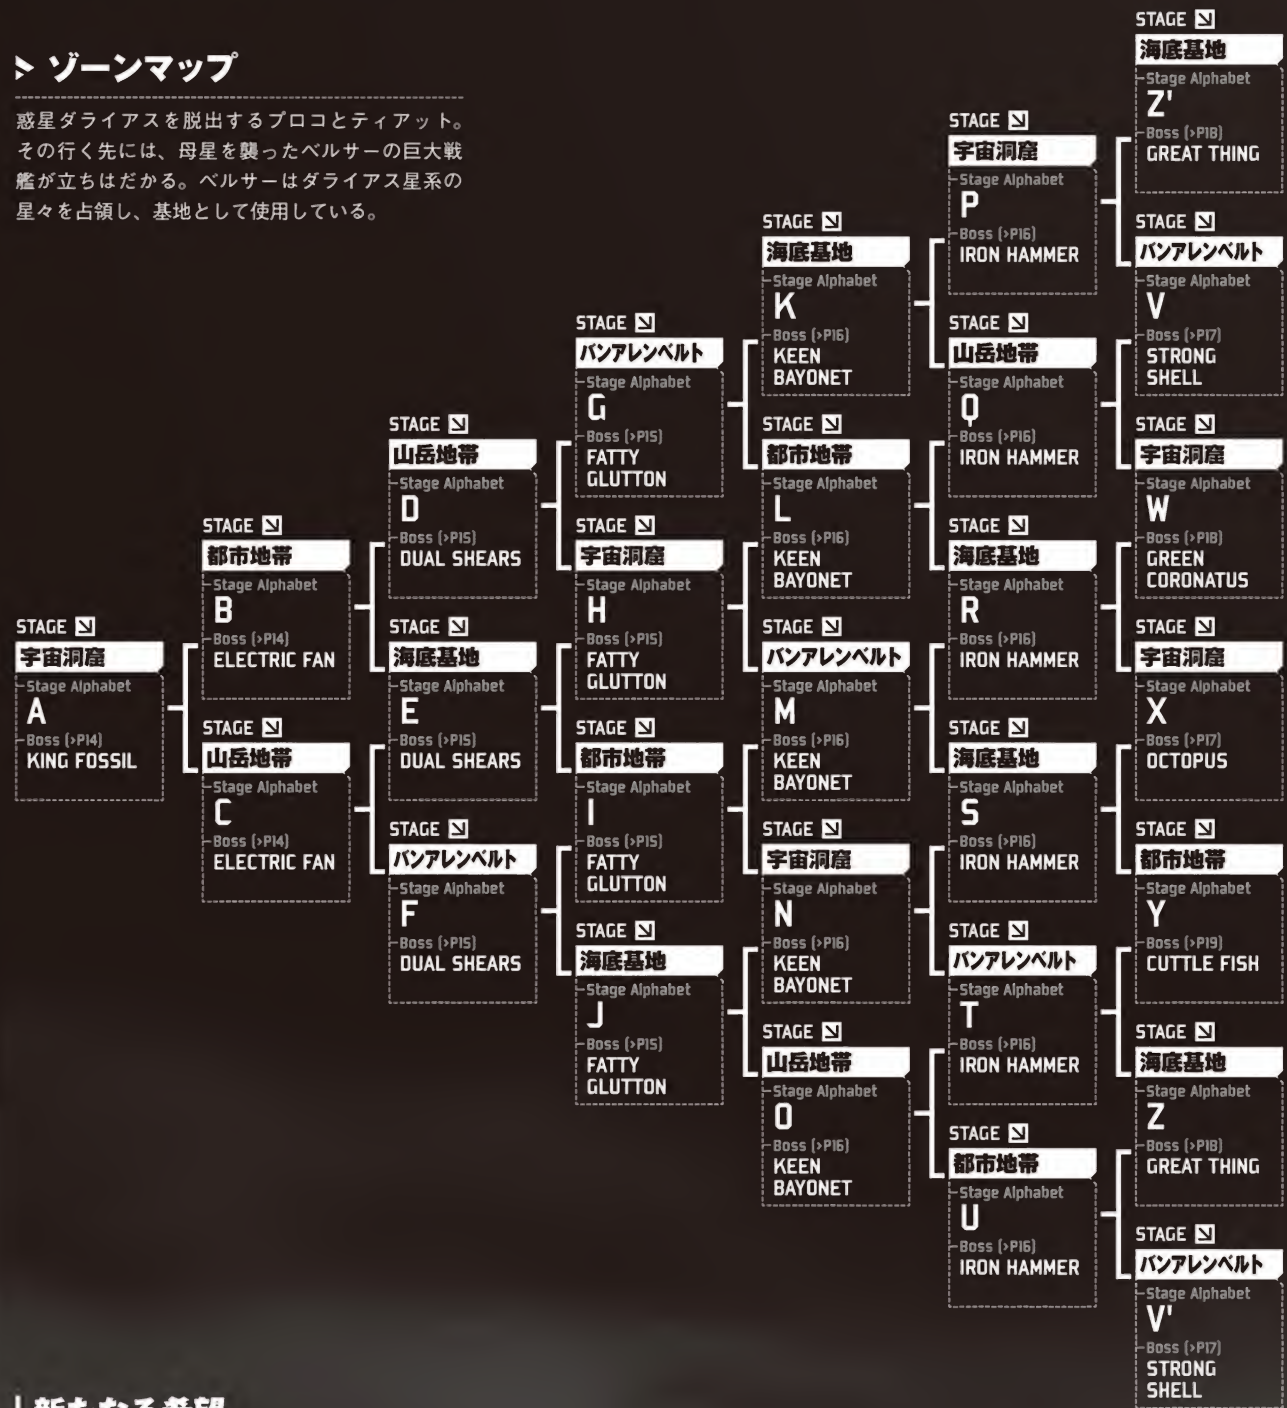 ゾーンマップ
惑星ダライアスを脱出するプロコとティアット。
その行く先には、母星を襲ったベルサーの巨大戦
艦が立ちはだかる。ベルサーはダライアス星系の
星々を占領し、基地として使用している。
STAGE
宇宙洞窟
Stage Alphabet
A
Boss (>P14)
KING FOSSIL
STAGE
都市地帯
Stage Alphabet
B
Boss (>P14)
ELECTRIC FAN
STAGE
山岳地帯
Stage Alphabet
C
Boss (>P14)
ELECTRIC FAN
STAGE
山岳地帯
Stage Alphabet
D
Boss (>P15)
DUAL SHEARS
STAGE
海底基地
Stage Alphabet
E
Boss (>P15)
DUAL SHEARS
STAGE
バンアレンベルト
Stage Alphabet
F
Boss (>P15)
DUAL SHEARS
STAGE
バンアレンベルト
Stage Alphabet
G
Boss (>P15)
FATTY
GLUTTON
STAGE
宇宙洞窟
Stage Alphabet
H
Boss (>P15)
FATTY
GLUTTON
STAGE
都市地帯
Stage Alphabet
I
Boss (>P15)
FATTY
GLUTTON
STAGE
海底基地
Stage Alphabet
J
Boss (>P15)
FATTY
GLUTTON
STAGE
海底基地
Stage Alphabet
K
Boss (>P16)
KEEN
BAYONET
STAGE
都市地帯
Stage Alphabet
L
Boss (>P16)
KEEN
BAYONET
STAGE
バンアレンベルト
Stage Alphabet
M
Boss (>P16)
KEEN
BAYONET
STAGE
宇宙洞窟
Stage Alphabet
N
Boss (>P16)
KEEN
BAYONET
STAGE
山岳地帯
Stage Alphabet
O
Boss (>P16)
KEEN
BAYONET
STAGE
宇宙洞窟
Stage Alphabet
P
Boss (>P16)
IRON HAMMER
STAGE
山岳地帯
Stage Alphabet
Q
Boss (>P16)
IRON HAMMER
STAGE
海底基地
Stage Alphabet
R
Boss (>P16)
IRON HAMMER
STAGE
海底基地
Stage Alphabet
S
Boss (>P16)
IRON HAMMER
STAGE
バンアレンベルト
Stage Alphabet
T
Boss (>P16)
IRON HAMMER
STAGE
都市地帯
Stage Alphabet
U
Boss (>P16)
IRON HAMMER
STAGE
海底基地
Stage Alphabet
Z'
Boss (>P18)
GREAT THING
STAGE
バンアレンベルト
Stage Alphabet
V
Boss (>P17)
STRONG
SHELL
STAGE
宇宙洞窟
Stage Alphabet
W
Boss (>P18)
GREEN
CORONATUS
STAGE
宇宙洞窟
Stage Alphabet
X
Boss (>P17)
OCTOPUS
STAGE
都市地帯
Stage Alphabet
Y
Boss (>P19)
CUTTLE FISH
STAGE
海底基地
Stage Alphabet
Z
Boss (>P18)
GREAT THING
STAGE
バンアレンベルト
Stage Alphabet
V'
Boss (>P17)
STRONG
SHELL
新たなる希望